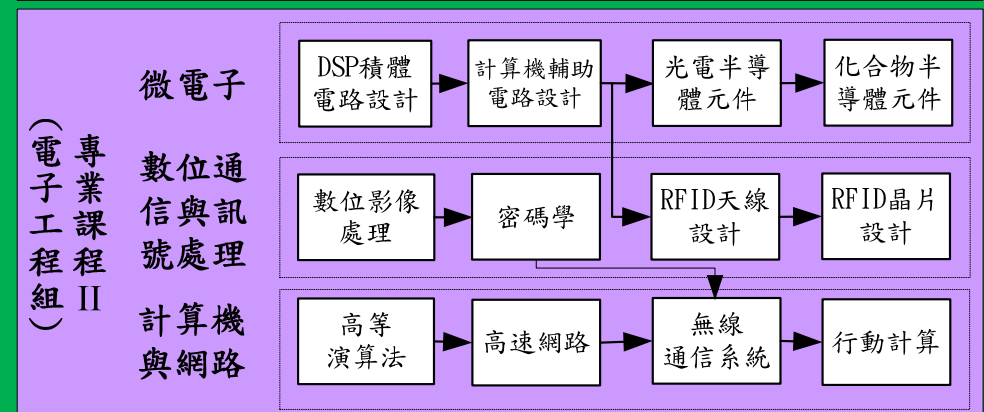 專業課程II
(電子工程組)
微電子
DSP積體
電路設計
計算機輔助
電路設計
光電半導
體元件
化合物半
導體元件
數位通
信與訊
號處理
數位影像
處理
密碼學
RFID天線
設計
RFID晶片
設計
計算機
與網路
高等
演算法
高速網路
無線
通信系統
行動計算